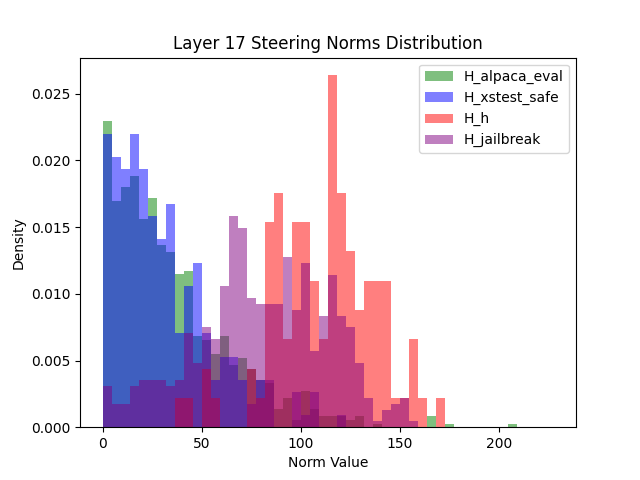 Layer 17 Steering Norms Distribution
H_alpaca_eval
H_xstest_safe
H_h
H_jailbreak
Density
0.025
0.020
0.015
0.010
0.005
0.000
0
50
100
150
200
Norm Value